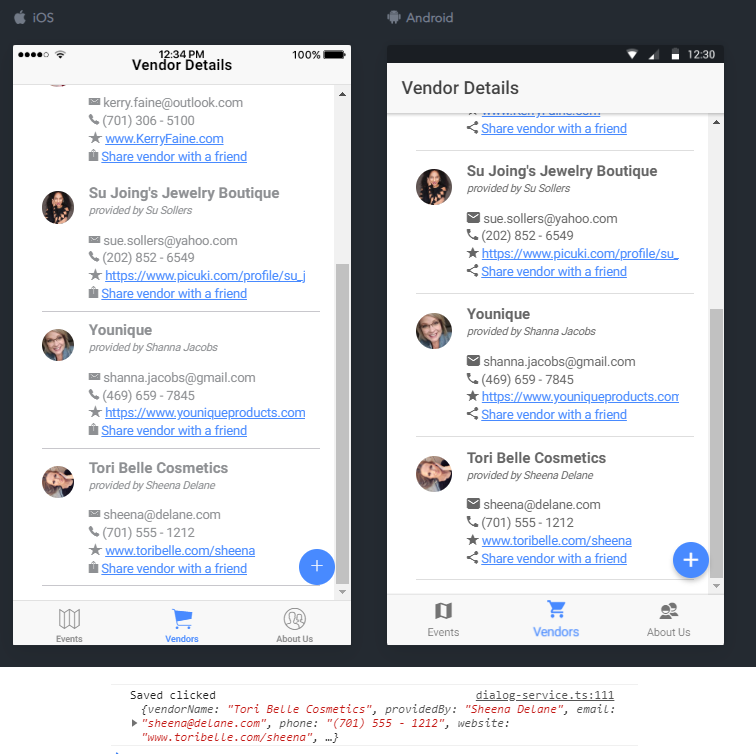 iOS
12:34 PM
100%
Vendor Details
kerry.faine@outlook.com
(701) 306 - 5100
www.KerryFaine.com
Share vendor with a friend
Su Joing's Jewelry Boutique
provided by Su Sollers
sue.sollers@yahoo.com
(202) 852 - 6549
https://www.picuki.com/profile/su_j
Share vendor with a friend
Younique
provided by Shanna Jacobs
shanna.jacobs@gmail.com
(469) 659 - 7845
https://www.youniqueproducts.com
Share vendor with a friend
Tori Belle Cosmetics
provided by Sheena Delane
sheena@delane.com
(701) 555 - 1212
www.toribelle.com/sheena
Share vendor with a friend
+
Events
Vendors
About Us
Android
12:30
Vendor Details
www.KerryFaine.com
Share vendor with a friend
Su Joing's Jewelry Boutique
provided by Su Sollers
sue.sollers@yahoo.com
(202) 852 - 6549
https://www.picuki.com/profile/su_
Share vendor with a friend
Younique
provided by Shanna Jacobs
shanna.jacobs@gmail.com
(469) 659 - 7845
https://www.youniqueproducts.com
Share vendor with a friend
Tori Belle Cosmetics
provided by Sheena Delane
sheena@delane.com
(701) 555 - 1212
www.toribelle.com/sheena
Share vendor with a friend
+
Events
Vendors
About Us
Saved clicked dialog-service.ts:111
{vendorName: "Tori Belle Cosmetics", providedBy: "Sheena Delane", email:
"sheena@delane.com", phone: "(701) 555 - 1212", website:
"www.toribelle.com/sheena", …}